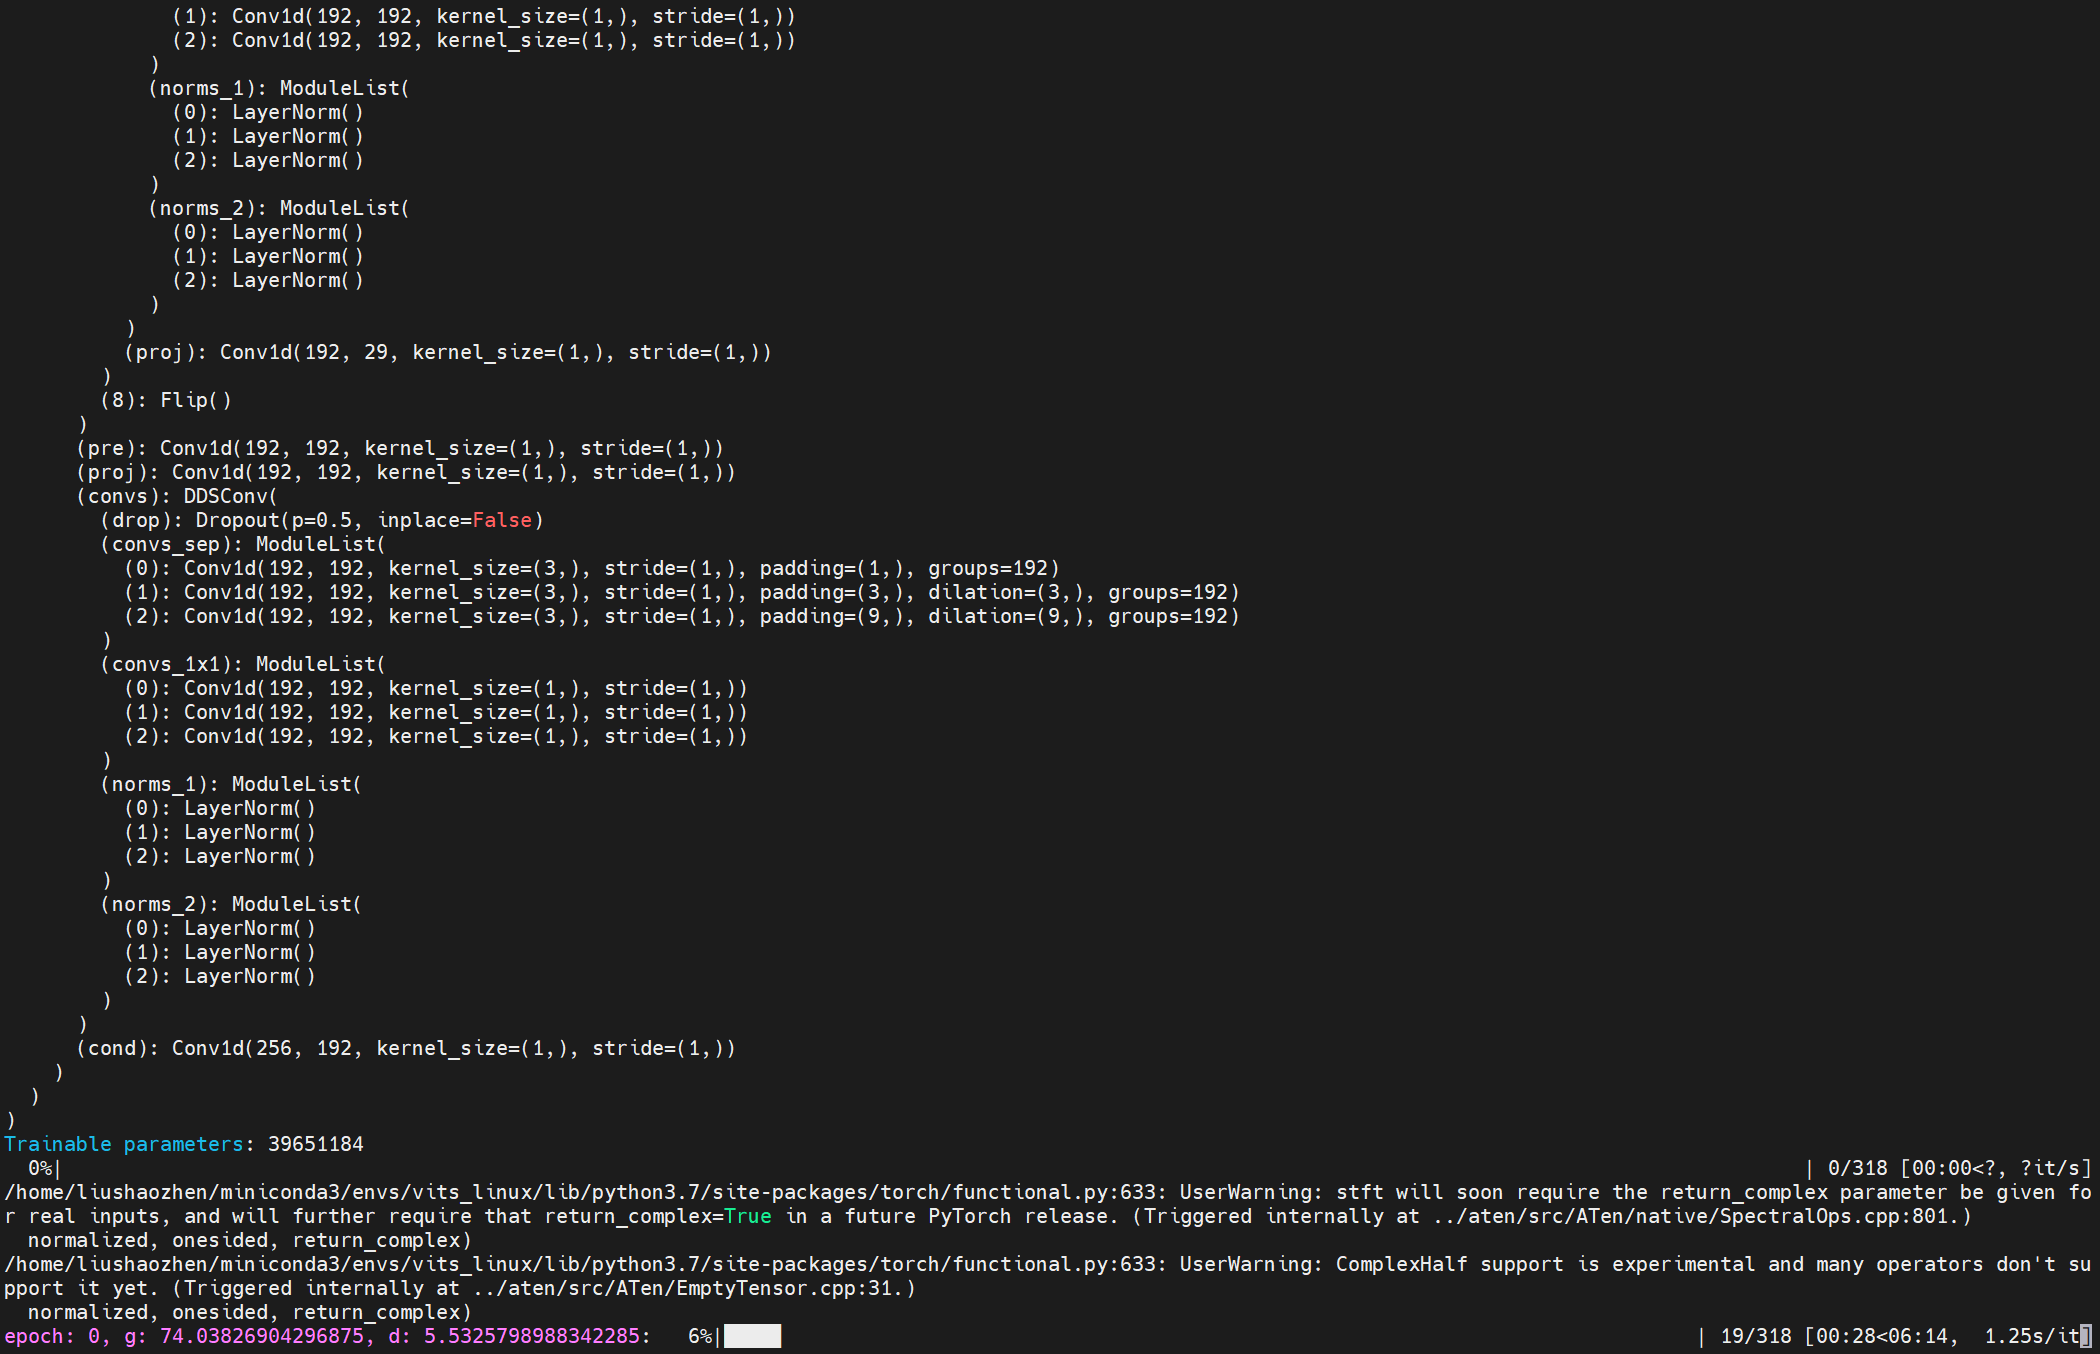 (1): Conv1d(192, 192, kernel_size=(1,), stride=(1,))
(2): Conv1d(192, 192, kernel_size=(1,), stride=(1,))
)
(norms_1): ModuleList(
(0): LayerNorm()
(1): LayerNorm()
(2): LayerNorm()
)
(norms_2): ModuleList(
(0): LayerNorm()
(1): LayerNorm()
(2): LayerNorm()
)
)
(proj): Conv1d(192, 29, kernel_size=(1,), stride=(1,))
)
(8): Flip()
)
(pre): Conv1d(192, 192, kernel_size=(1,), stride=(1,))
(proj): Conv1d(192, 192, kernel_size=(1,), stride=(1,))
(convs): DDSConv(
(drop): Dropout(p=0.5, inplace=False)
(convs_sep): ModuleList(
(0): Conv1d(192, 192, kernel_size=(3,), stride=(1,), padding=(1,), groups=192)
(1): Conv1d(192, 192, kernel_size=(3,), stride=(1,), padding=(3,), dilation=(3,), groups=192)
(2): Conv1d(192, 192, kernel_size=(3,), stride=(1,), padding=(9,), dilation=(9,), groups=192)
)
(convs_1x1): ModuleList(
(0): Conv1d(192, 192, kernel_size=(1,), stride=(1,))
(1): Conv1d(192, 192, kernel_size=(1,), stride=(1,))
(2): Conv1d(192, 192, kernel_size=(1,), stride=(1,))
)
(norms_1): ModuleList(
(0): LayerNorm()
(1): LayerNorm()
(2): LayerNorm()
)
(norms_2): ModuleList(
(0): LayerNorm()
(1): LayerNorm()
(2): LayerNorm()
)
)
(cond): Conv1d(256, 192, kernel_size=(1,), stride=(1,))
)
)
)
Trainable parameters: 39651184
0%| | 0/318 [00:00<?, ?it/s]
/home/liushaozhen/miniconda3/envs/vits_linux/lib/python3.7/site-packages/torch/functional.py:633: UserWarning: stft will soon require the return_complex parameter be given fo
r real inputs, and will further require that return_complex=True in a future PyTorch release. (Triggered internally at ../aten/src/ATen/native/SpectralOps.cpp:801.)
normalized, onesided, return_complex)
/home/liushaozhen/miniconda3/envs/vits_linux/lib/python3.7/site-packages/torch/functional.py:633: UserWarning: ComplexHalf support is experimental and many operators don't su
pport it yet. (Triggered internally at ../aten/src/ATen/EmptyTensor.cpp:31.)
normalized, onesided, return_complex)
epoch: 0, g: 74.03826904296875, d: 5.5325798988342285: 6%| | 19/318 [00:28<06:14, 1.25s/it]